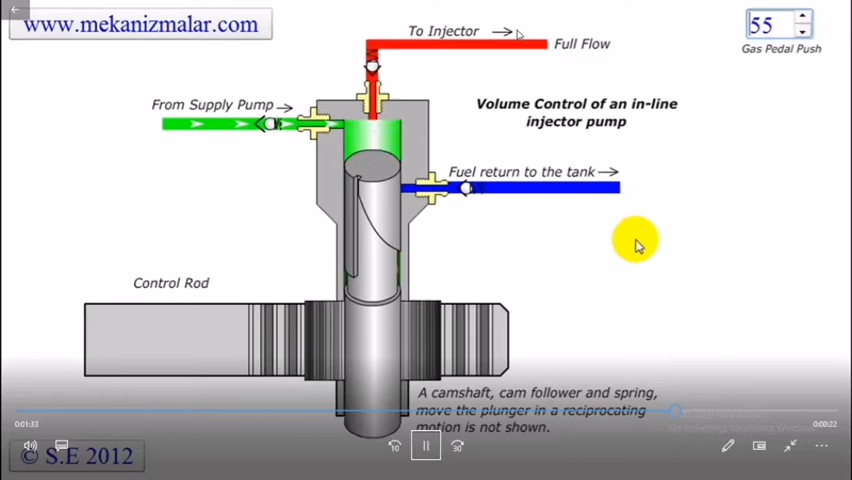 www.mekanizmalar.com
To Injector
Full Flow
55
Gas Pedal Push
From Supply Pump
Volume Control of an in-line
injector pump
Fuel return to the tank
Control Rod
A camshaft, cam follower and spring,
move the plunger in a reciprocating
motion is not shown.
0:01:33
0:00:22
10
30
© S.E 2012